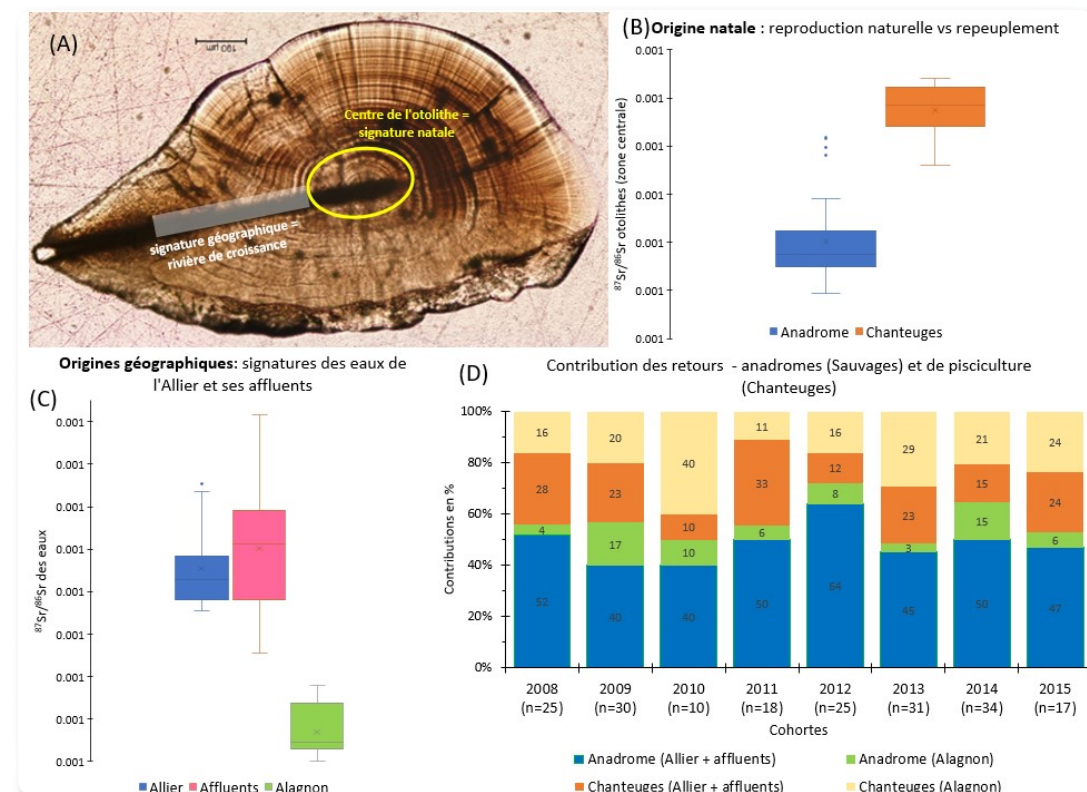 (A)
100 µm
Centre de l'otolithe =
signature natale
signature géographique =
rivière de croissance
(B) Origine natale : reproduction naturelle vs repeuplement
⁸⁷Sr/⁸⁶Sr otolithes (zone centrale)
0.001
0.001
0.001
0.001
0.001
0.001
0.001
Anadrome Chanteuges
Origines géographiques: signatures des eaux de
l'Allier et ses affluents
(C)
⁸⁷Sr/⁸⁶Sr des eaux
0.001
0.001
0.001
0.001
0.001
0.001
0.001
0.001
0.001
Allier Affluents Alagnon
(D) Contribution des retours - anadromes (Sauvages) et de pisciculture
(Chanteuges)
Contributions en %
100%
80%
60%
40%
20%
0%
16 20 40 11 16 29 21 24
28 23 10 33 12 23 15 24
4 17 10 6 8 3 15 6
52 40 40 50 64 45 50 47
2008 2009 2010 2011 2012 2013 2014 2015
(n=25) (n=30) (n=10) (n=18) (n=25) (n=31) (n=34) (n=17)
Cohortes
Anadrome (Allier + affluents) Anadrome (Alagnon)
Chanteuges (Allier + affluents) Chanteuges (Alagnon)